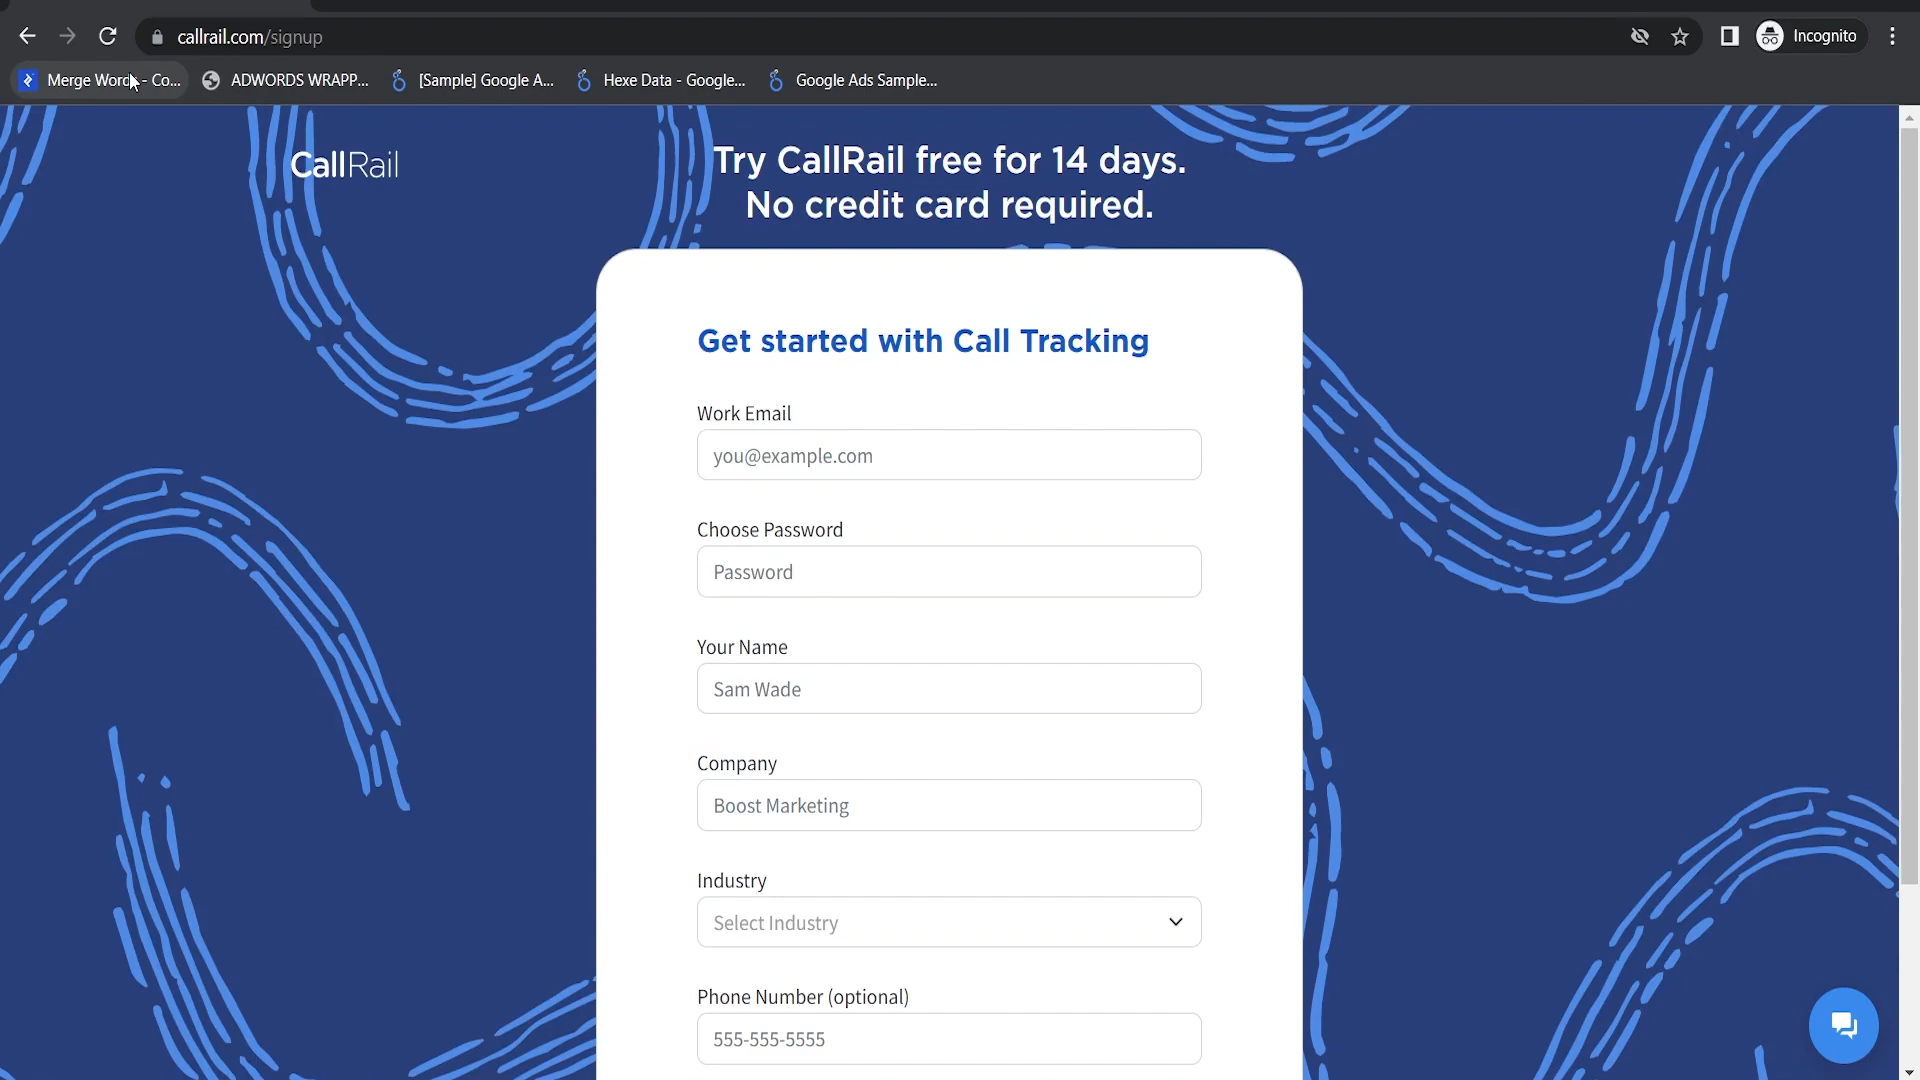 callrail.com/signup
Incognito
Merge Words - Co...
ADWORDS WRAPP...
[Sample] Google A...
Hexe Data - Google...
Google Ads Sample...
CallRail
Try CallRail free for 14 days.
No credit card required.
Get started with Call Tracking
Work Email
you@example.com
Choose Password
Password
Your Name
Sam Wade
Company
Boost Marketing
Industry
Select Industry
Phone Number (optional)
555-555-5555